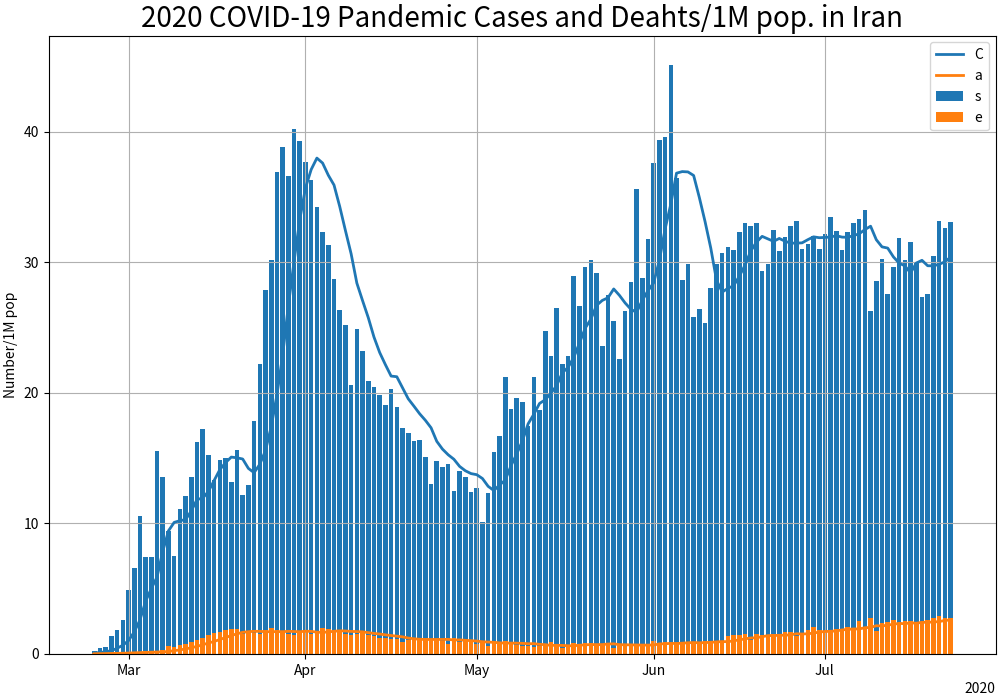 2020 COVID-19 Pandemic Cases and Deahts/1M pop. in Iran
C
a
s
e
Number/1M pop
40
30
20
10
0
Mar
Apr
May
Jun
Jul
2020